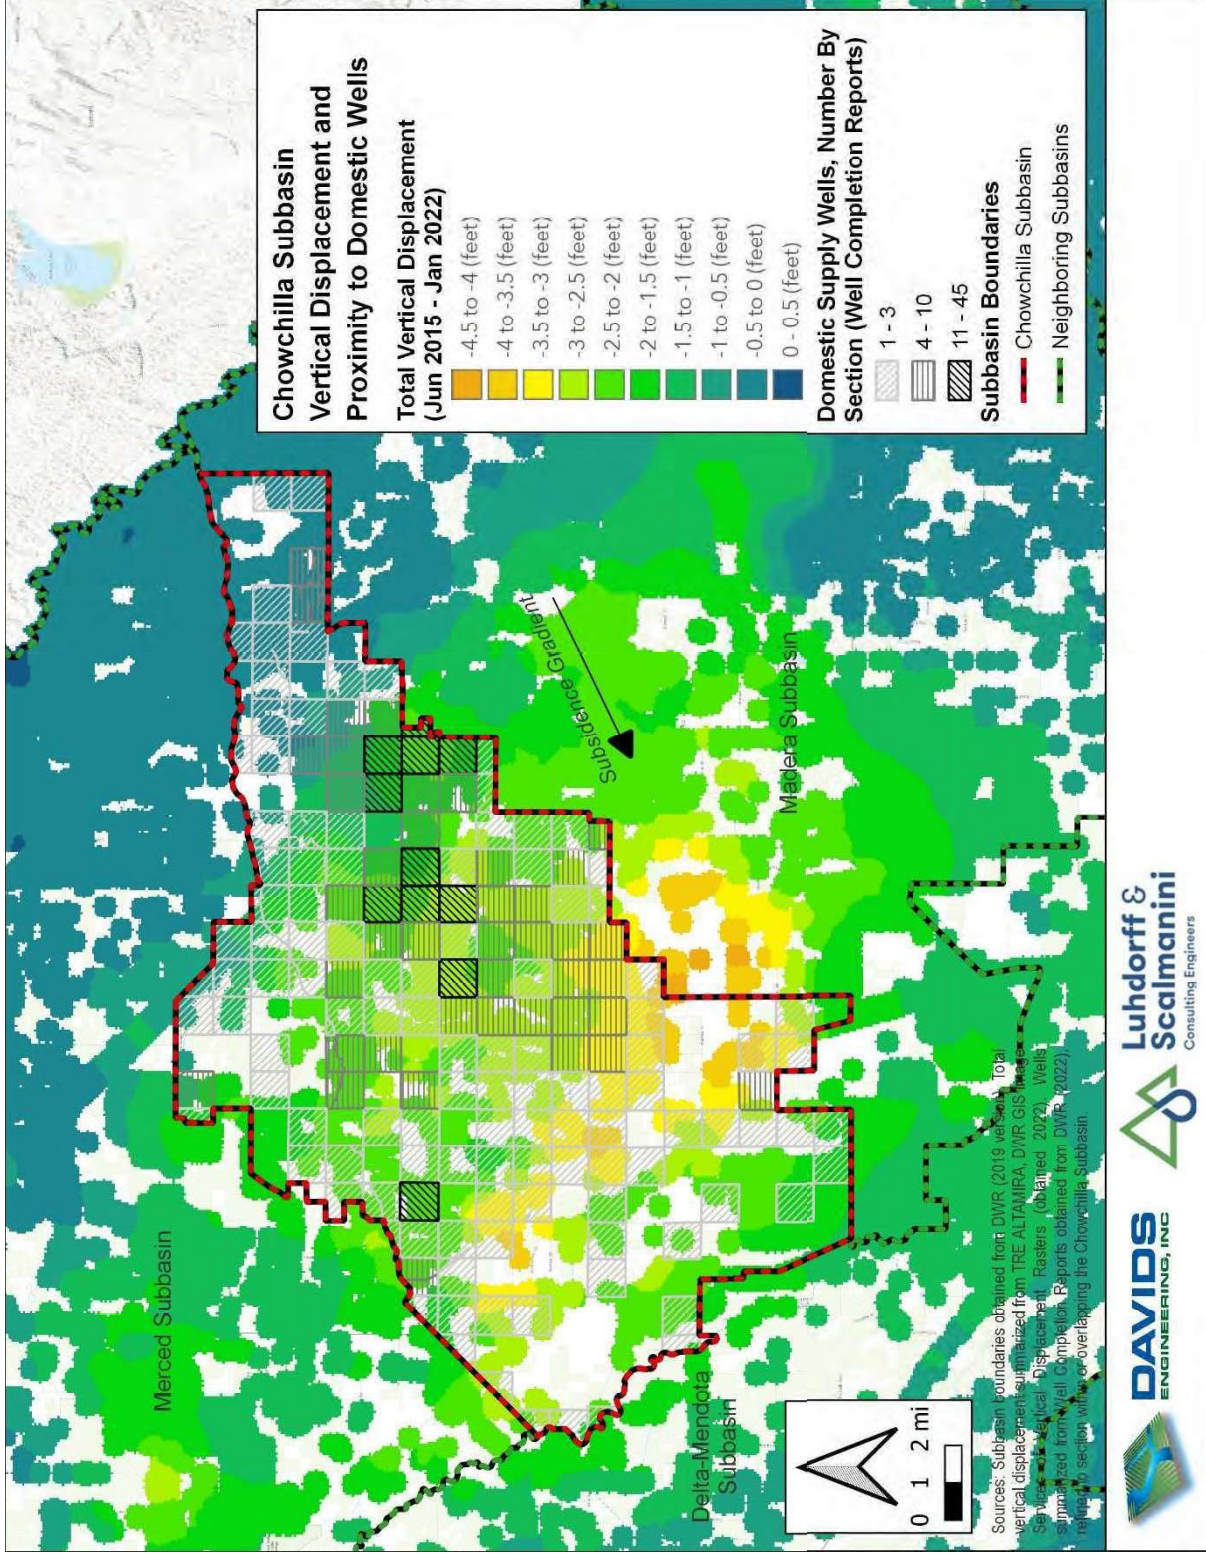 Chowchilla Subbasin
Vertical Displacement and
Proximity to Domestic Wells
Total Vertical Displacement
(Jun 2015 - Jan 2022)
-4.5 to -4 (feet)
-4 to -3.5 (feet)
-3.5 to -3 (feet)
-3 to -2.5 (feet)
-2.5 to -2 (feet)
-2 to -1.5 (feet)
-1.5 to -1 (feet)
-1 to -0.5 (feet)
-0.5 to 0 (feet)
0 - 0.5 (feet)
Domestic Supply Wells, Number By
Section (Well Completion Reports)
1 - 3
4 - 10
11 - 45
Subbasin Boundaries
Chowchilla Subbasin
Neighboring Subbasins
Merced Subbasin
Subsidence Gradient
Madera Subbasin
Delta-Mendota
Subbasin
0 1 2 mi
Sources: Subbasin boundaries obtained from DWR (2019 version). Total
vertical displacement summarized from TRE ALTAMIRA, DWR GIS Image
Services of Vertical Displacement Rasters (obtained 2022). Wells
summarized from Well Completion Reports obtained from DWR (2022),
refined to section within or overlapping the Chowchilla Subbasin.
DAVIDS
ENGINEERING, INC
Luhdorff &
Scalmanini
Consulting Engineers